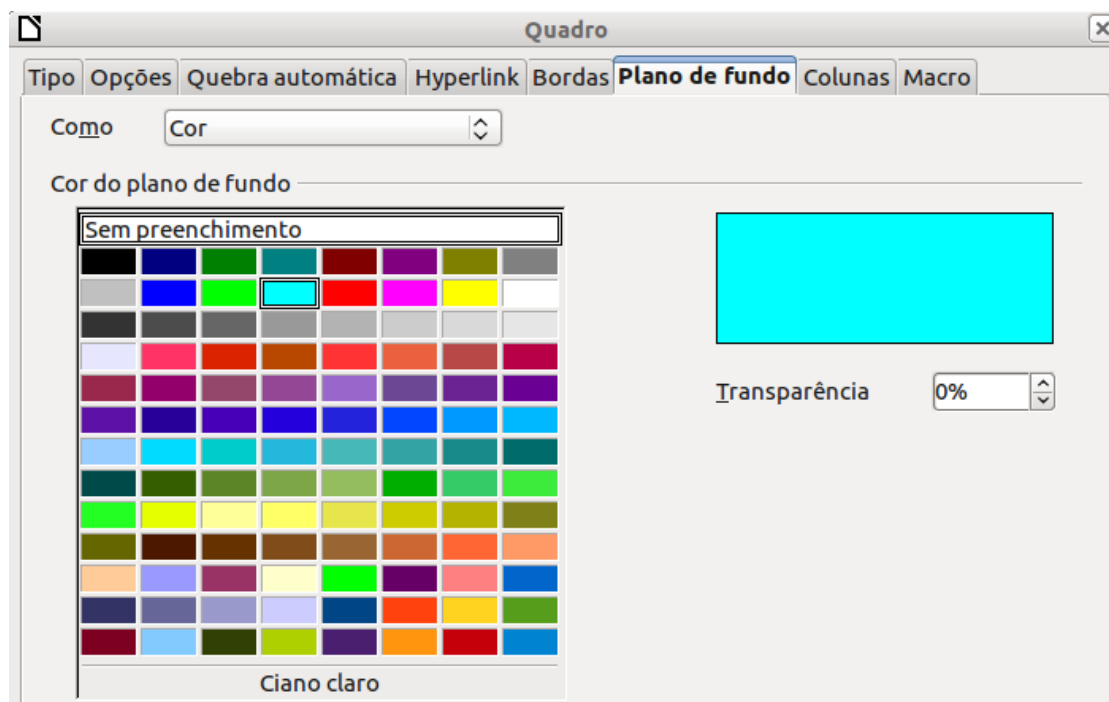 Quadro
Tipo Opções Quebra automática Hyperlink Bordas Plano de fundo Colunas Macro
Como Cor
Cor do plano de fundo
Sem preenchimento
Transparência 0%
Ciano claro